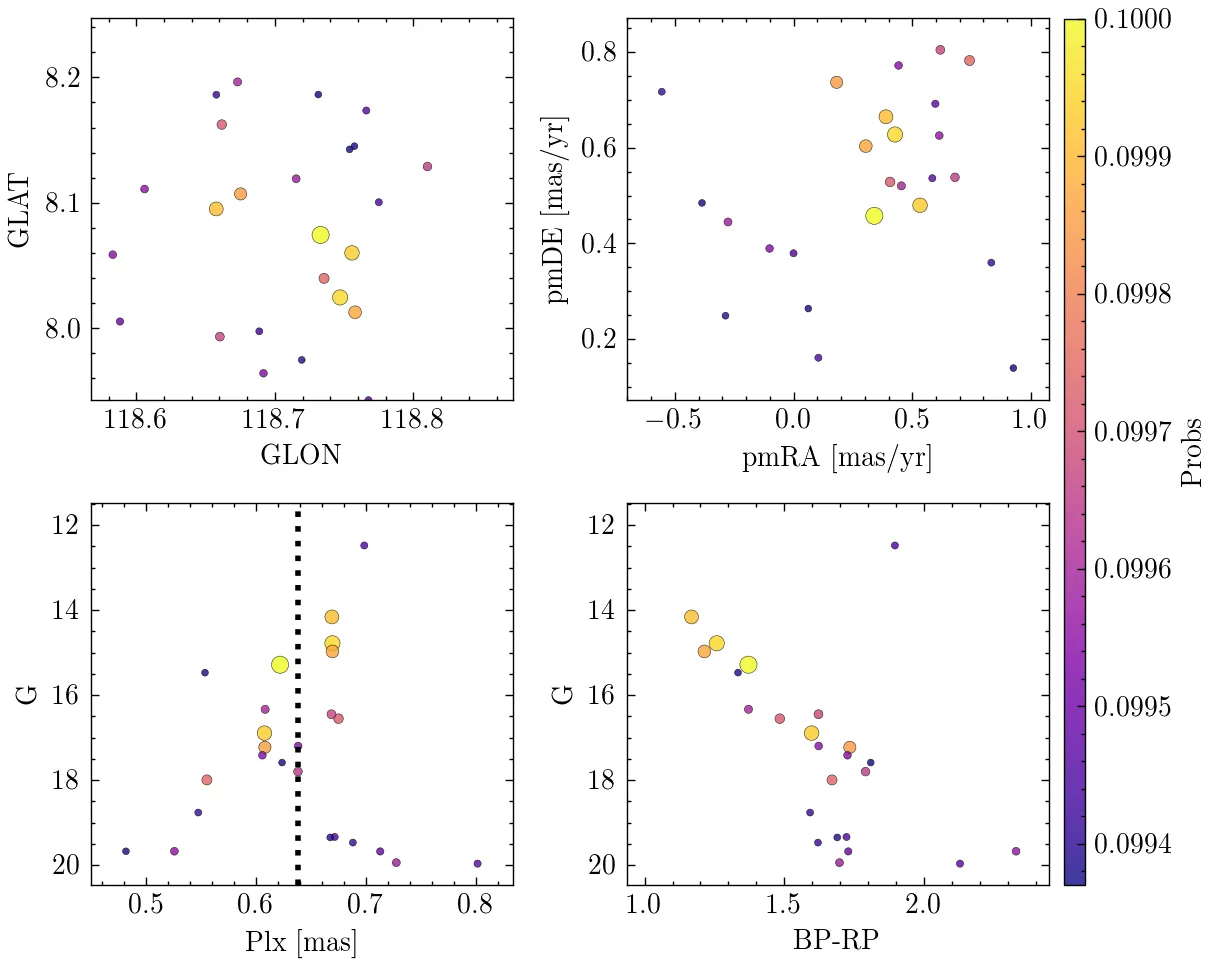 8.2
8.1
8.0
GLAT
118.6 118.7 118.8
GLON
0.8
0.6
0.4
0.2
pmDE [mas/yr]
−0.5 0.0 0.5 1.0
pmRA [mas/yr]
12
14
16
18
20
G
0.5 0.6 0.7 0.8
Plx [mas]
12
14
16
18
20
G
1.0 1.5 2.0
BP-RP
0.1000
0.0999
0.0998
0.0997
0.0996
0.0995
0.0994
Probs